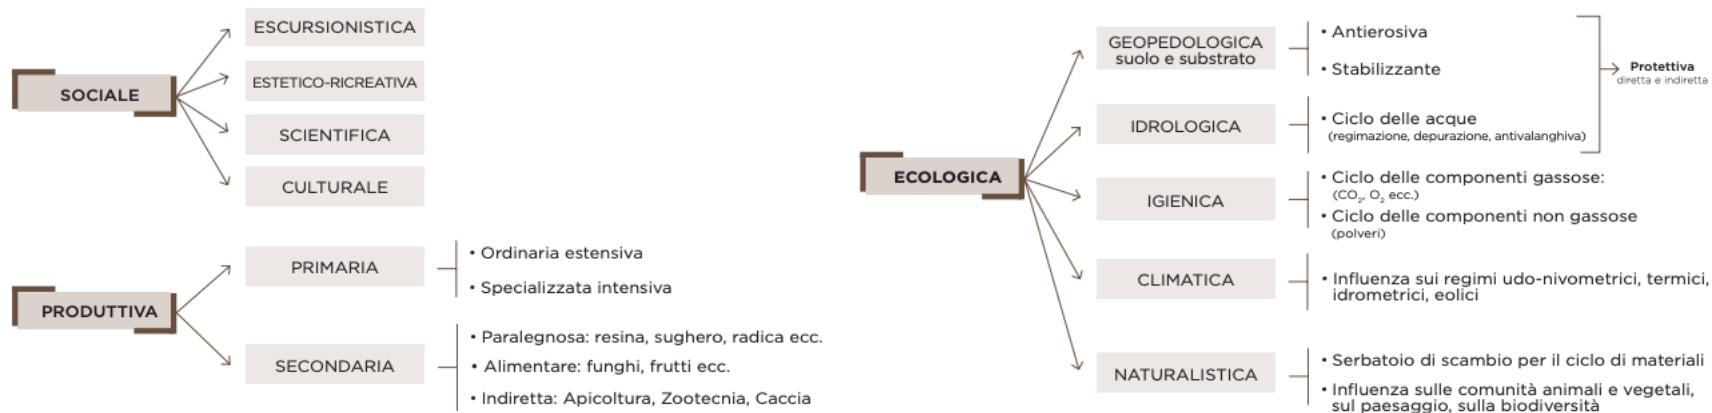 SOCIALE
ESCURSIONISTICA
ESTETICO-RICREATIVA
SCIENTIFICA
CULTURALE
PRODUTTIVA
PRIMARIA
• Ordinaria estensiva
• Specializzata intensiva
SECONDARIA
• Paralegnosa: resina, sughero, radica ecc.
• Alimentare: funghi, frutti ecc.
• Indiretta: Apicoltura, Zootecnia, Caccia
ECOLOGICA
GEOPEDOLOGICA
suolo e substrato
• Antierosiva
• Stabilizzante
IDROLOGICA
• Ciclo delle acque
(regimazione, depurazione, antivalanghiva)
Protettiva
diretta e indiretta
IGIENICA
• Ciclo delle componenti gassose:
(CO₂, O₂ ecc.)
• Ciclo delle componenti non gassose
(polveri)
CLIMATICA
• Influenza sui regimi udo-nivometrici, termici,
idrometrici, eolici
NATURALISTICA
• Serbatoio di scambio per il ciclo di materiali
• Influenza sulle comunità animali e vegetali,
sul paesaggio, sulla biodiversità